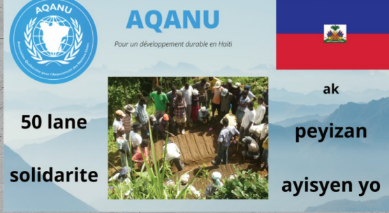 AQANU
AQANU
Pour un développement durable en Haïti
50 lane
solidarite
ak
peyizan
ayisyen yo